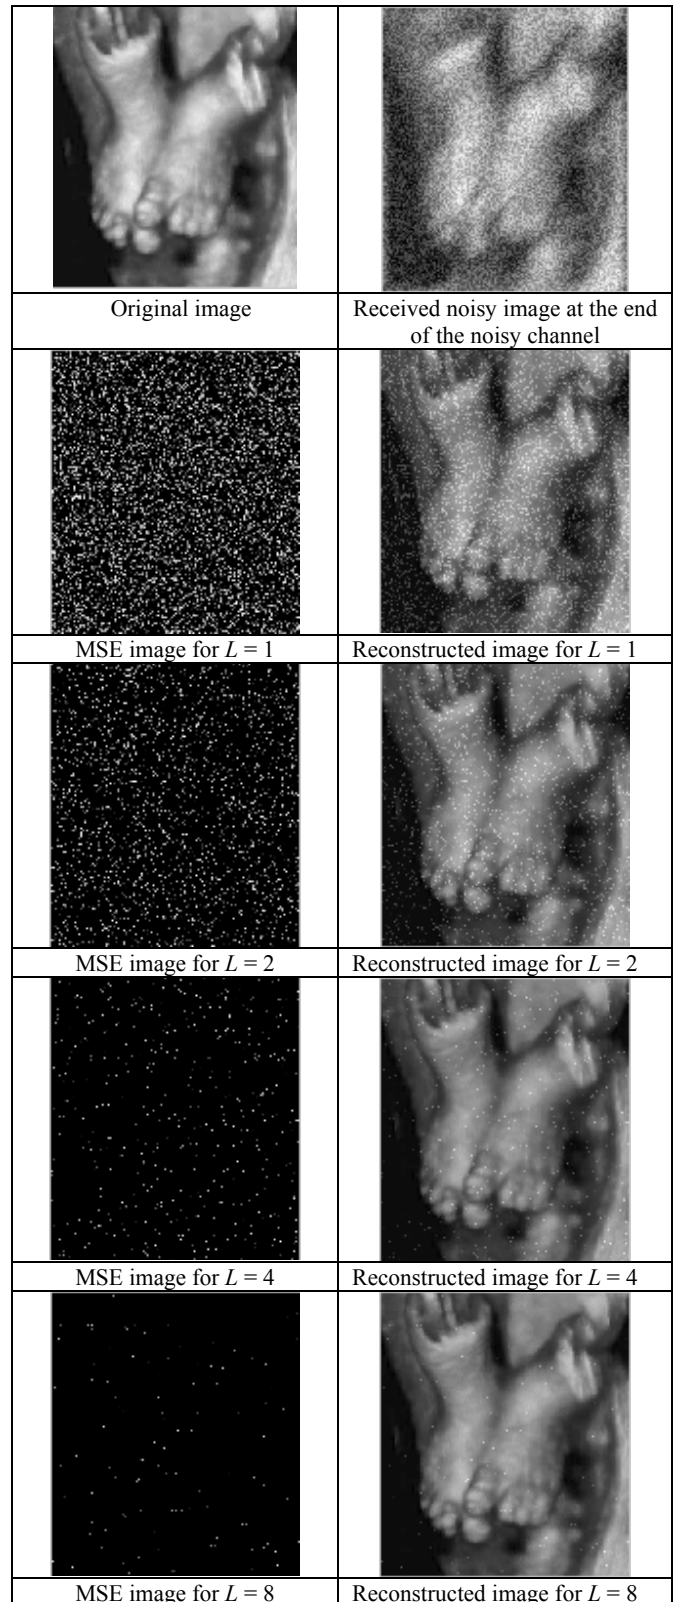 Original image
Received noisy image at the end
of the noisy channel
MSE image for L = 1
Reconstructed image for L = 1
MSE image for L = 2
Reconstructed image for L = 2
MSE image for L = 4
Reconstructed image for L = 4
MSE image for L = 8
Reconstructed image for L = 8